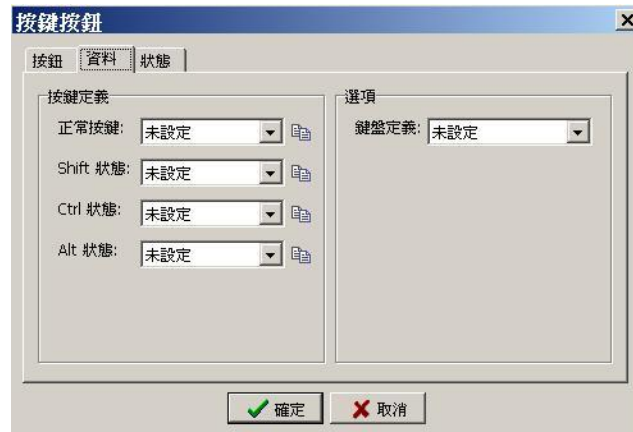 按鍵按鈕
按鈕 資料 狀態
按鍵定義
正常按鍵: 未設定
Shift 狀態: 未設定
Ctrl 狀態: 未設定
Alt 狀態: 未設定
選項
鍵盤定義: 未設定
確定 取消